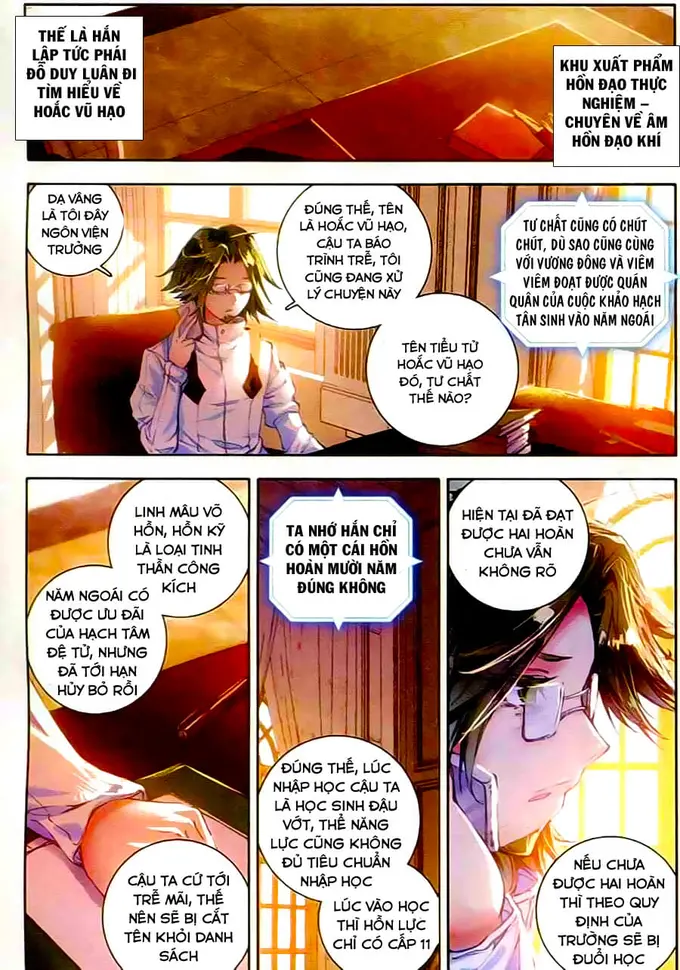 THẾ LÀ HẮN
LẬP TỨC PHÁI
ĐỖ DUY LUÂN ĐI
TÌM HIỂU VỀ
HOẮC VŨ HẠO
KHU XUẤT PHẨM
HỒN ĐẠO THỰC
NGHIỆM –
CHUYÊN VỀ ÂM
HỒN ĐẠO KHÍ
DẠ VÂNG
LÀ TÔI ĐÂY
NGÔN VIỆN
TRƯỞNG
ĐÚNG THẾ, TÊN
LÀ HOẮC VŨ HẠO,
CẬU TA BÁO
TRÌNH TRỄ, TÔI
CŨNG ĐANG XỬ
LÝ CHUYỆN NÀY
TÊN TIỂU TỬ
HOẮC VŨ HẠO
ĐÓ, TƯ CHẤT
THẾ NÀO?
TƯ CHẤT CŨNG CÓ CHÚT
CHÚT, DÙ SAO CŨNG CÙNG
VỚI VƯƠNG ĐÔNG VÀ VIÊM
VIÊM ĐOẠT ĐƯỢC QUÁN
QUÂN CỦA CUỘC KHẢO HẠCH
TÂN SINH VÀO NĂM NGOÁI
LINH MÂU VÕ
HỒN, HỒN KỸ
LÀ LOẠI TINH
THẦN CÔNG
KÍCH
NĂM NGOÁI CÓ
ĐƯỢC ƯU ĐÃI
CỦA HẠCH TÂM
ĐỆ TỬ, NHƯNG
ĐÃ TỚI HẠN
HỦY BỎ RỒI
CẬU TA CỨ TỚI
TRỄ MÃI, THẾ
NÊN SẼ BỊ CẮT
TÊN KHỎI DANH
SÁCH
TA NHỚ HẮN CHỈ
CÓ MỘT CÁI HỒN
HOÀN MƯỜI NĂM
ĐÚNG KHÔNG
ĐÚNG THẾ, LÚC
NHẬP HỌC CẬU TA
LÀ HỌC SINH ĐẬU
VỚT, THỂ NĂNG
LỰC CŨNG KHÔNG
ĐỦ TIÊU CHUẨN
NHẬP HỌC
LÚC VÀO HỌC
THÌ HỒN LỰC
CHỈ CÓ CẤP 11
HIỆN TẠI ĐÃ ĐẠT
ĐƯỢC HAI HOÀN
CHƯA VẪN
KHÔNG RÕ
NẾU CHƯA
ĐƯỢC HAI HOÀN
THÌ THEO QUY
ĐỊNH CỦA
TRƯỜNG SẼ BỊ
ĐUỔI HỌC